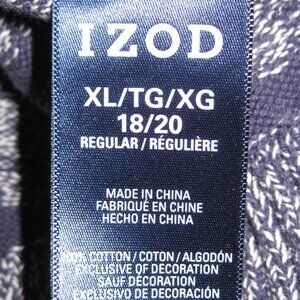 IZOD
XL/TG/XG
18/20
REGULAR / RÉGULIÈRE
MADE IN CHINA
FABRIQUÉ EN CHINE
HECHO EN CHINA
COTTON / COTON / ALGODÓN
EXCLUSIVE OF DECORATION
SAUF DÉCORATION
EXCLUSIVO DE DECORACIÓN